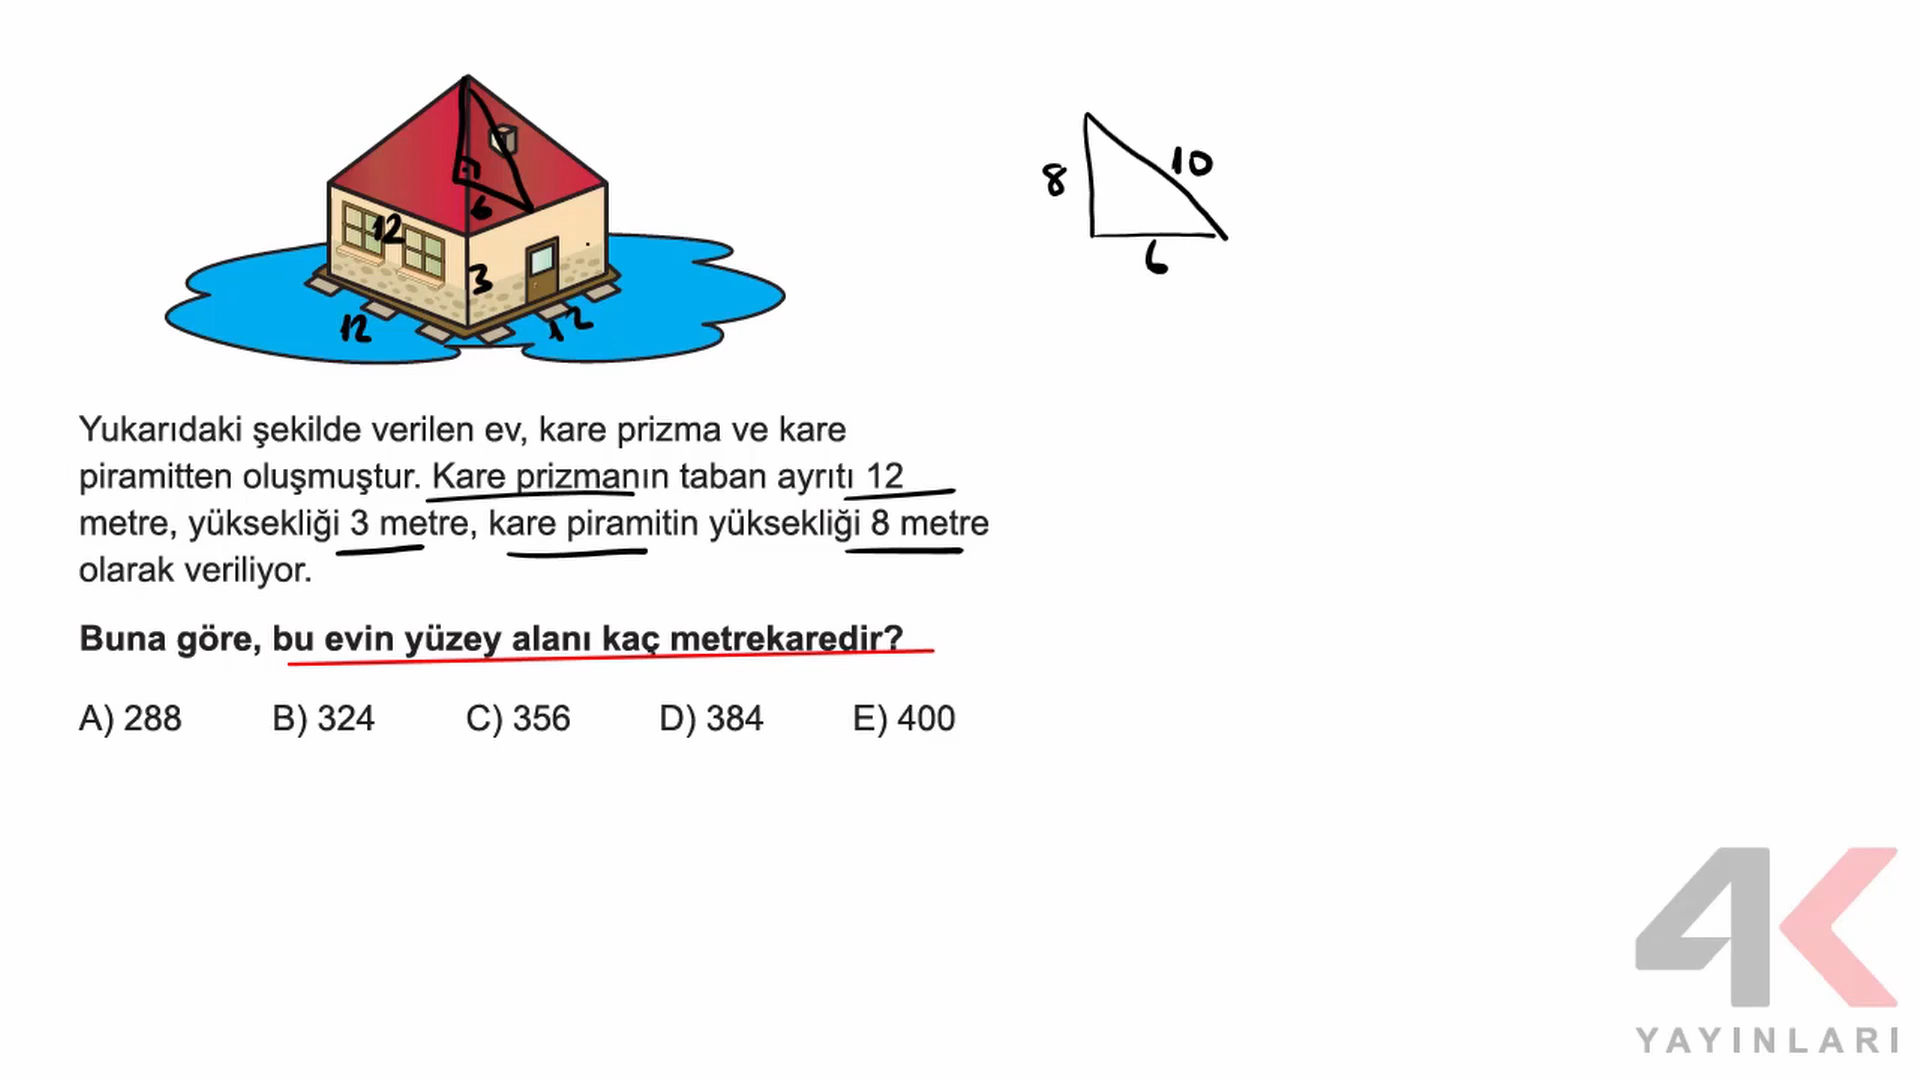 8
10
6
6
12
3
12
12
Yukarıdaki şekilde verilen ev, kare prizma ve kare
piramitten oluşmuştur. Kare prizmanın taban ayrıtı 12
metre, yüksekliği 3 metre, kare piramitin yüksekliği 8 metre
olarak veriliyor.
Buna göre, bu evin yüzey alanı kaç metrekaredir?
A) 288 B) 324 C) 356 D) 384 E) 400
4K
YAYINLARI